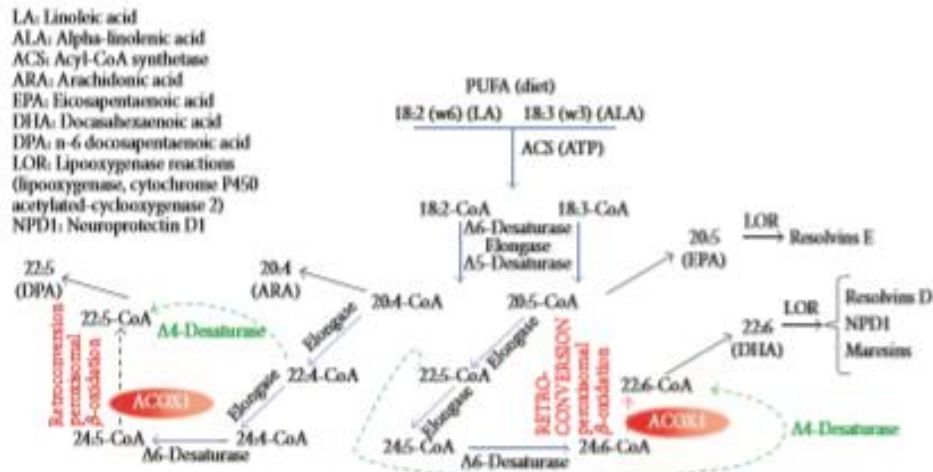 LA: Linoleic acid
ALA: Alpha-linolenic acid
ACS: Acyl-CoA synthetase
ARA: Arachidonic acid
EPA: Eicosapentaenoic acid
DHA: Docasahexaenoic acid
DPA: n-6 docosapentaenoic acid
LOR: Lipooxygenase reactions
(lipooxygenase, cytochrome P450
acetylated-cyclooxygenase 2)
NPD1: Neuroprotectin D1
PUFA (diet)
18:2 (w6) (LA) 18:3 (w3) (ALA)
ACS (ATP)
18:2-CoA 18:3-CoA
Δ6-Desaturase
Elongase
Δ5-Desaturase
20:5
(EPA)
LOR
Resolvins E
22:5
(DPA)
20:4
(ARA)
20:4-CoA
20:5-CoA
22:5-CoA
Δ4-Desaturase
Elongase
22:4-CoA
Elongase
24:4-CoA
Δ6-Desaturase
24:5-CoA
ACOX1
Retroconversion
peroxisomal
β-oxidation
Elongase
22:5-CoA
Elongase
24:5-CoA
Δ6-Desaturase
24:6-CoA
RETRO-
CONVERSION
peroxisomal
β-oxidation
ACOX1
22:6-CoA
22:6
(DHA)
LOR
Resolvins D
NPD1
Maresins
Δ4-Desaturase